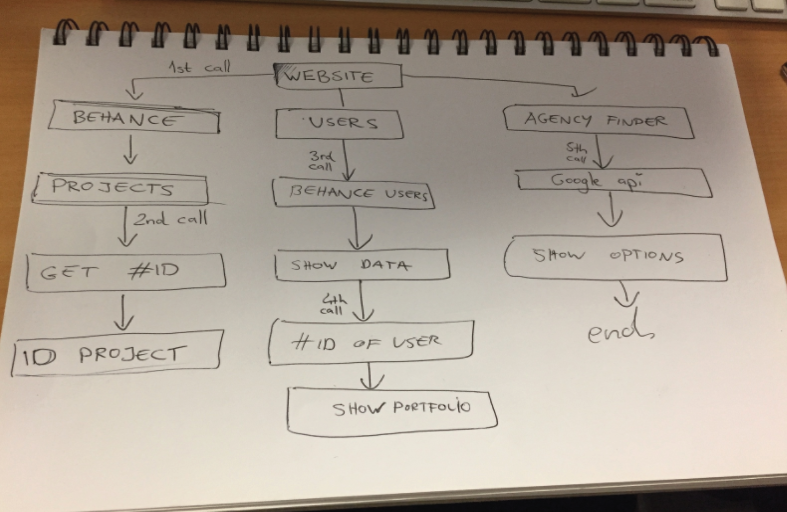 1st call
WEBSITE
BEHANCE
PROJECTS
2nd call
GET #ID
ID PROJECT
USERS
3rd
call
BEHANCE USERS
SHOW DATA
4th
call
#ID OF USER
SHOW PORTFOLIO
AGENCY FINDER
5th
call
Google api
SHOW OPTIONS
end